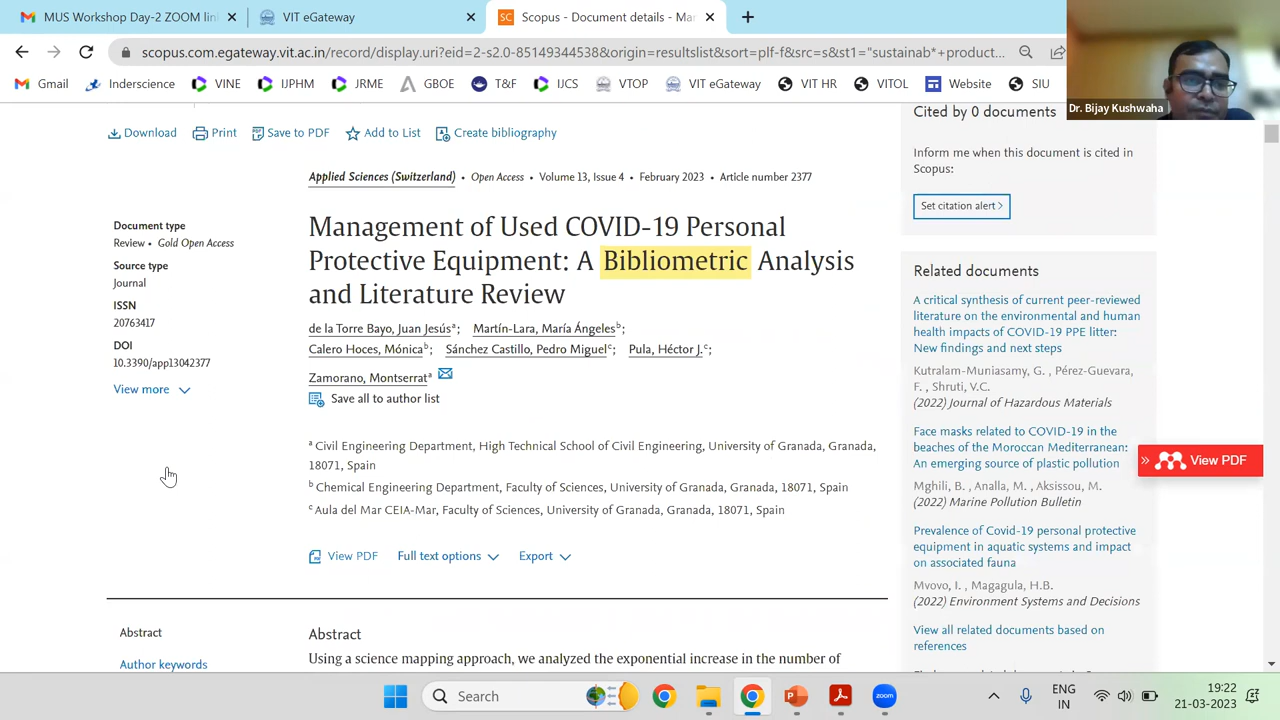 MUS Workshop Day-2 ZOOM lin
VIT eGateway
SC Scopus - Document details - Ma
scopus.com.egateway.vit.ac.in/record/display.uri?eid=2-s2.0-85149344538&origin=resultslist&sort=plf-f&src=s&st1="sustainab*+product...
Gmail Inderscience VINE IJPHM JRME GBOE T&F IJCS VTOP VIT eGateway VIT HR VITOL Website SIU
Dr. Bijay Kushwaha
Download Print Save to PDF Add to List Create bibliography
Applied Sciences (Switzerland) • Open Access • Volume 13, Issue 4 • February 2023 • Article number 2377
Document type
Review • Gold Open Access
Source type
Journal
ISSN
20763417
DOI
10.3390/app13042377
View more
Management of Used COVID-19 Personal
Protective Equipment: A Bibliometric Analysis
and Literature Review
de la Torre Bayo, Juan Jesúsᵃ; Martín-Lara, María Ángelesᵇ;
Calero Hoces, Mónicaᵇ; Sánchez Castillo, Pedro Miguelᶜ; Pula, Héctor J.ᶜ;
Zamorano, Montserratᵃ
Save all to author list
ᵃ Civil Engineering Department, High Technical School of Civil Engineering, University of Granada, Granada,
18071, Spain
ᵇ Chemical Engineering Department, Faculty of Sciences, University of Granada, Granada, 18071, Spain
ᶜ Aula del Mar CEIA-Mar, Faculty of Sciences, University of Granada, Granada, 18071, Spain
View PDF Full text options Export
Abstract
Author keywords
Abstract
Using a science mapping approach, we analyzed the exponential increase in the number of
Cited by 0 documents
Inform me when this document is cited in
Scopus:
Set citation alert >
Related documents
A critical synthesis of current peer-reviewed
literature on the environmental and human
health impacts of COVID-19 PPE litter:
New findings and next steps
Kutralam-Muniasamy, G. , Pérez-Guevara,
F. , Shruti, V.C.
(2022) Journal of Hazardous Materials
Face masks related to COVID-19 in the
beaches of the Moroccan Mediterranean:
An emerging source of plastic pollution
Mghili, B. , Analla, M. , Aksissou, M.
(2022) Marine Pollution Bulletin
Prevalence of Covid-19 personal protective
equipment in aquatic systems and impact
on associated fauna
Mvovo, I. , Magagula, H.B.
(2022) Environment Systems and Decisions
View all related documents based on
references
» View PDF
Search
zoom
ENG
IN
19:22
21-03-2023